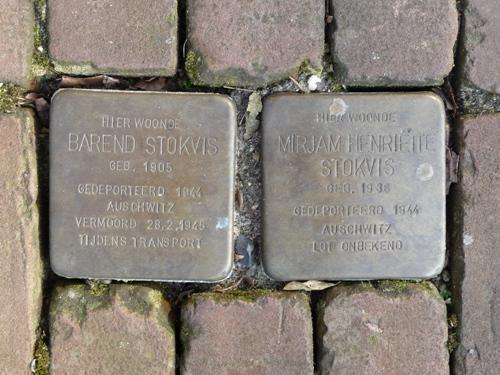 HIER WOONDE
BAREND STOKVIS
GEB. 1905
GEDEPORTEERD 1944
AUSCHWITZ
VERMOORD 28.2.1945
TIJDENS TRANSPORT
HIER WOONDE
MIRJAM HENRIËTTE
STOKVIS
GEB. 1938
GEDEPORTEERD 1944
AUSCHWITZ
LOT ONBEKEND